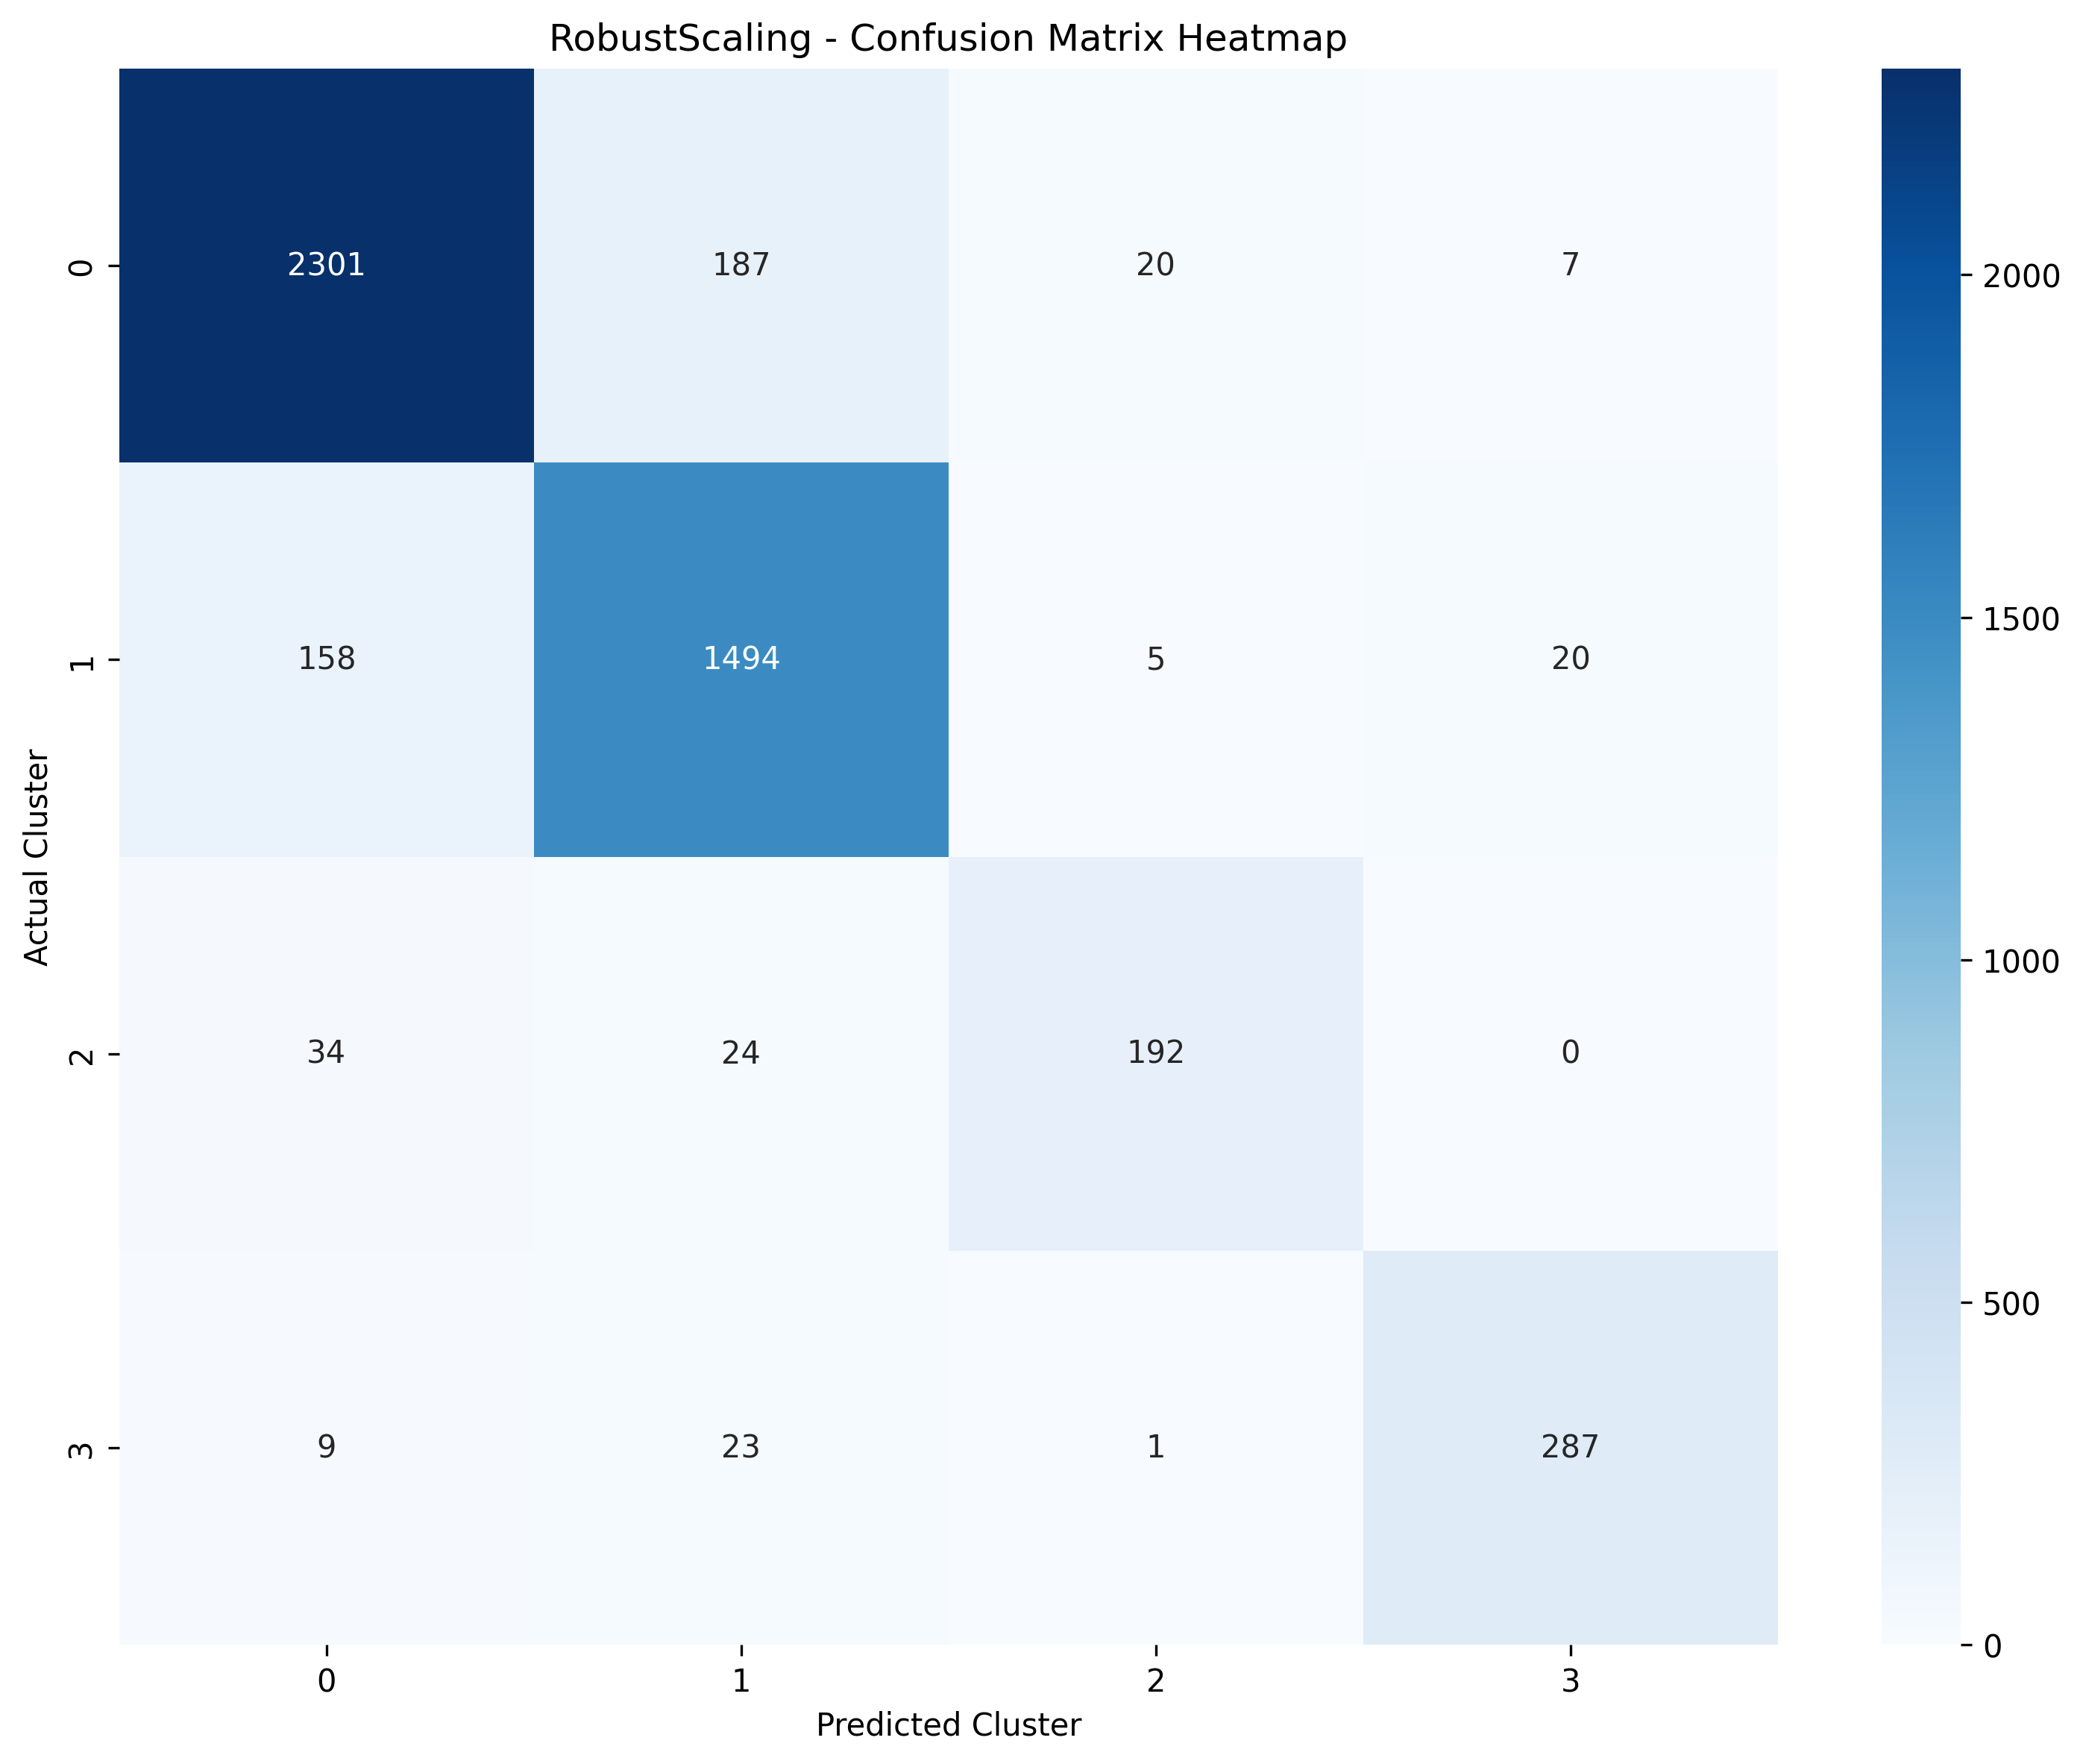 RobustScaling - Confusion Matrix Heatmap
0 2301 187 20 7
1 158 1494 5 20
2 34 24 192 0
3 9 23 1 287
0 1 2 3
Predicted Cluster
Actual Cluster
2000
1500
1000
500
0